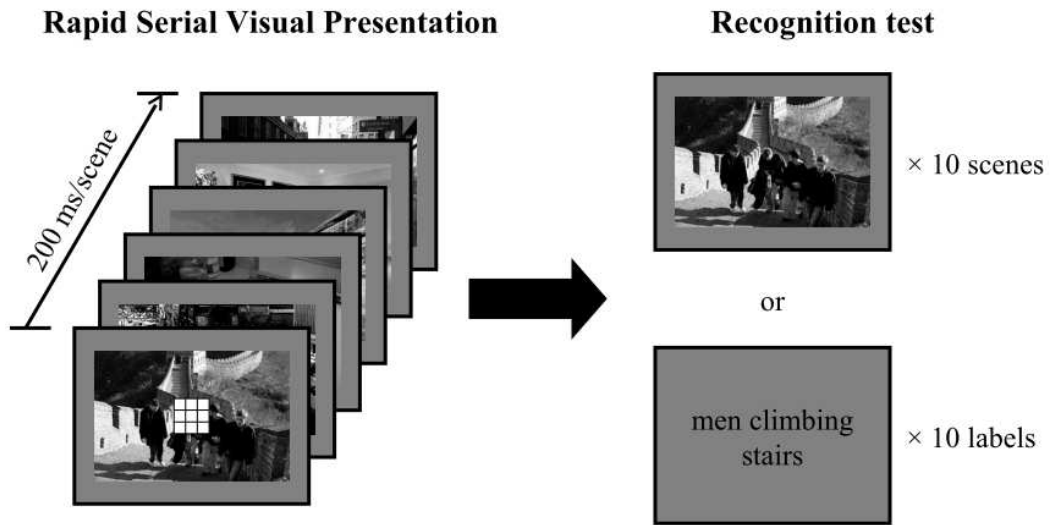 Rapid Serial Visual Presentation
Recognition test
200 ms/scene
× 10 scenes
or
men climbing
stairs
× 10 labels